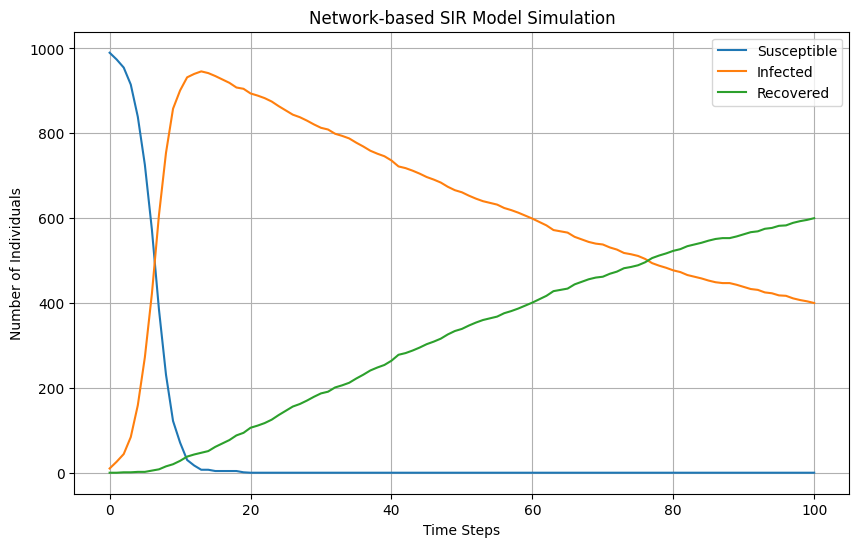 Network-based SIR Model Simulation
Susceptible
Infected
Recovered
Number of Individuals
1000
800
600
400
200
0
0 20 40 60 80 100
Time Steps